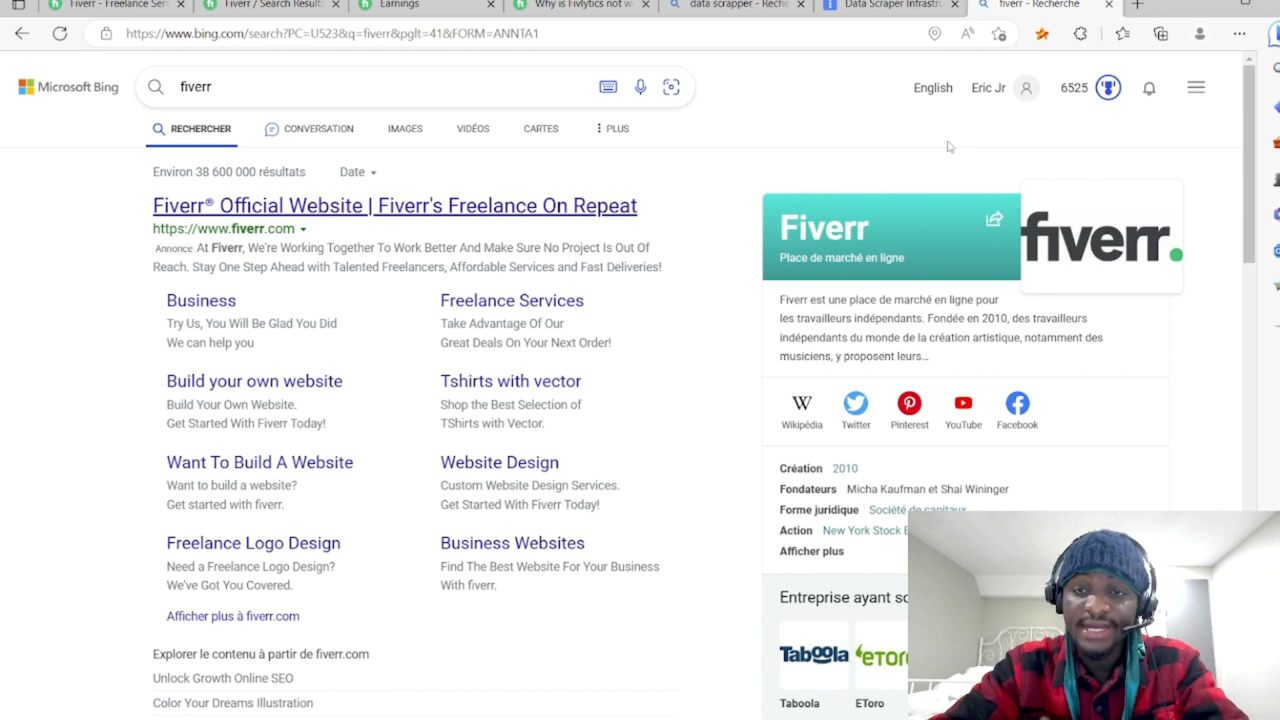 Fiverr - Freelance Ser
Fiverr / Search Results
Earnings
Why is Fivlytics not w
data scrapper - Reche
Data Scraper Infrastru
fiverr - Recherche
https://www.bing.com/search?PC=U523&q=fiverr&pglt=41&FORM=ANNTA1
Microsoft Bing
fiverr
English
Eric Jr
6525
RECHERCHER
CONVERSATION
IMAGES
VIDÉOS
CARTES
PLUS
Environ 38 600 000 résultats
Date
Fiverr® Official Website | Fiverr's Freelance On Repeat
https://www.fiverr.com
Annonce At Fiverr, We're Working Together To Work Better And Make Sure No Project Is Out Of
Reach. Stay One Step Ahead with Talented Freelancers, Affordable Services and Fast Deliveries!
Business
Try Us, You Will Be Glad You Did
We can help you
Freelance Services
Take Advantage Of Our
Great Deals On Your Next Order!
Build your own website
Build Your Own Website.
Get Started With Fiverr Today!
Tshirts with vector
Shop the Best Selection of
TShirts with Vector.
Want To Build A Website
Want to build a website?
Get started with fiverr.
Website Design
Custom Website Design Services.
Get Started With Fiverr Today!
Freelance Logo Design
Need a Freelance Logo Design?
We've Got You Covered.
Business Websites
Find The Best Website For Your Business
With fiverr.
Afficher plus à fiverr.com
Explorer le contenu à partir de fiverr.com
Unlock Growth Online SEO
Color Your Dreams Illustration
Fiverr
Place de marché en ligne
fiverr.
Fiverr est une place de marché en ligne pour
les travailleurs indépendants. Fondée en 2010, des travailleurs
indépendants du monde de la création artistique, notamment des
musiciens, y proposent leurs…
Wikipédia
Twitter
Pinterest
YouTube
Facebook
Création 2010
Fondateurs Micha Kaufman et Shai Wininger
Forme juridique Société de capitaux
Action New York Stock E
Afficher plus
Entreprise ayant so
Taboola
eTORO
Taboola
EToro